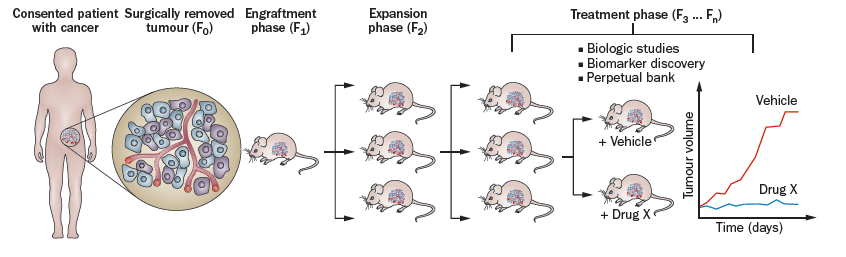 Consented patient
with cancer
Surgically removed
tumour (F₀)
Engraftment
phase (F₁)
Expansion
phase (F₂)
Treatment phase (F₃ ... Fₙ)
▪ Biologic studies
▪ Biomarker discovery
▪ Perpetual bank
+ Vehicle
+ Drug X
Tumour volume
Vehicle
Drug X
Time (days)